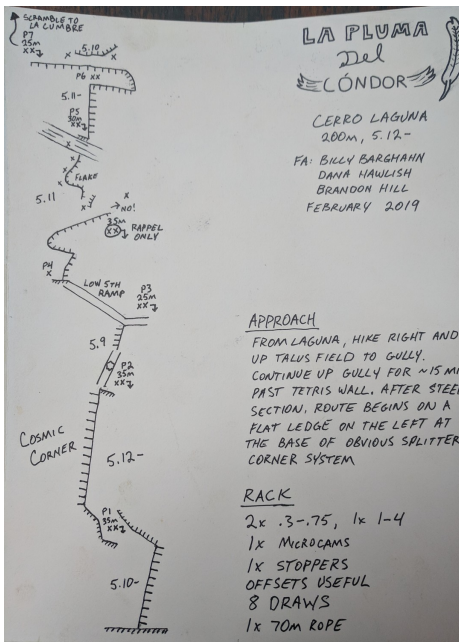 SCRAMBLE TO
LA CUMBRE
P7
25m
XX
5.10
P6 XX
5.11-
P5
30m
XX
FLAKE
5.11
NO!
35m
XX
RAPPEL
ONLY
P4
X
LOW 5TH
RAMP
P3
25m
XX
5.9
P2
35m
XX
COSMIC
CORNER
5.12-
P1
35m
XX
5.10-
LA PLUMA
Del
CÓNDOR
CERRO LAGUNA
200m, 5.12-
FA: BILLY BARGHAHN
DANA HAWLISH
BRANDON HILL
FEBRUARY 2019
APPROACH
FROM LAGUNA, HIKE RIGHT AND
UP TALUS FIELD TO GULLY.
CONTINUE UP GULLY FOR ~15 MI
PAST TETRIS WALL. AFTER STEE
SECTION, ROUTE BEGINS ON A
FLAT LEDGE ON THE LEFT AT
THE BASE OF OBVIOUS SPLITTER
CORNER SYSTEM
RACK
2x .3-.75, 1x 1-4
1x MICROCAMS
1x STOPPERS
OFFSETS USEFUL
8 DRAWS
1x 70m ROPE